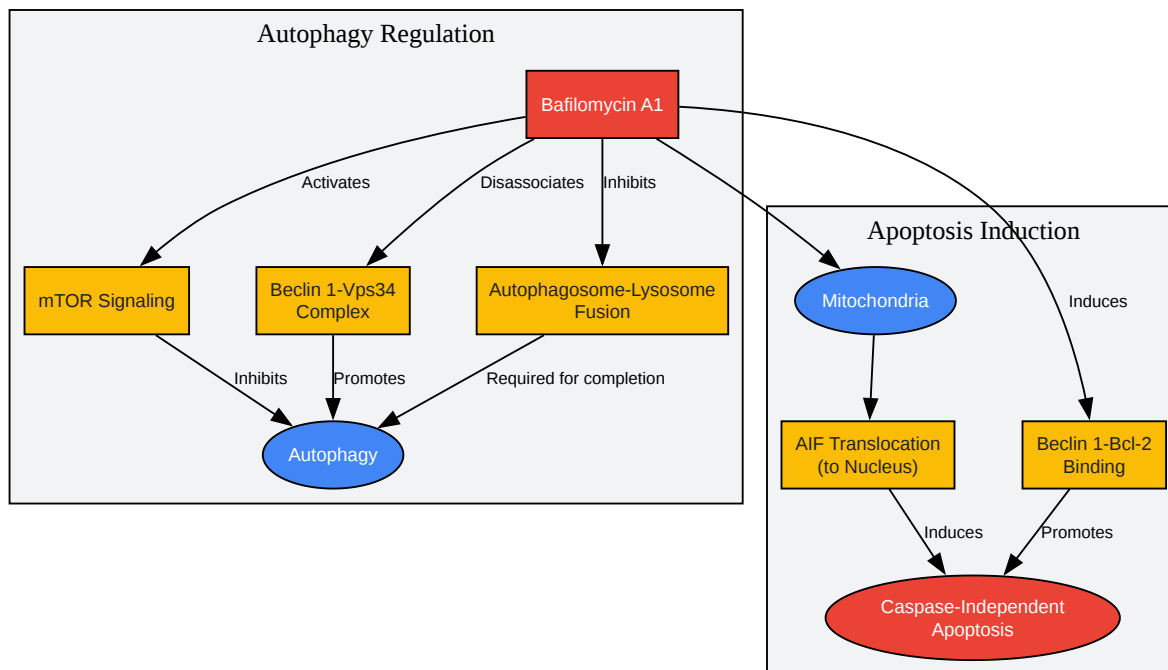 Autophagy Regulation
Bafilomycin A1
Activates
Disassociates
Inhibits
Apoptosis Induction
mTOR Signaling
Beclin 1-Vps34
Complex
Autophagosome-Lysosome
Fusion
Mitochondria
Induces
Inhibits
Promotes
Required for completion
Autophagy
AIF Translocation
(to Nucleus)
Beclin 1-Bcl-2
Binding
Induces
Promotes
Caspase-Independent
Apoptosis